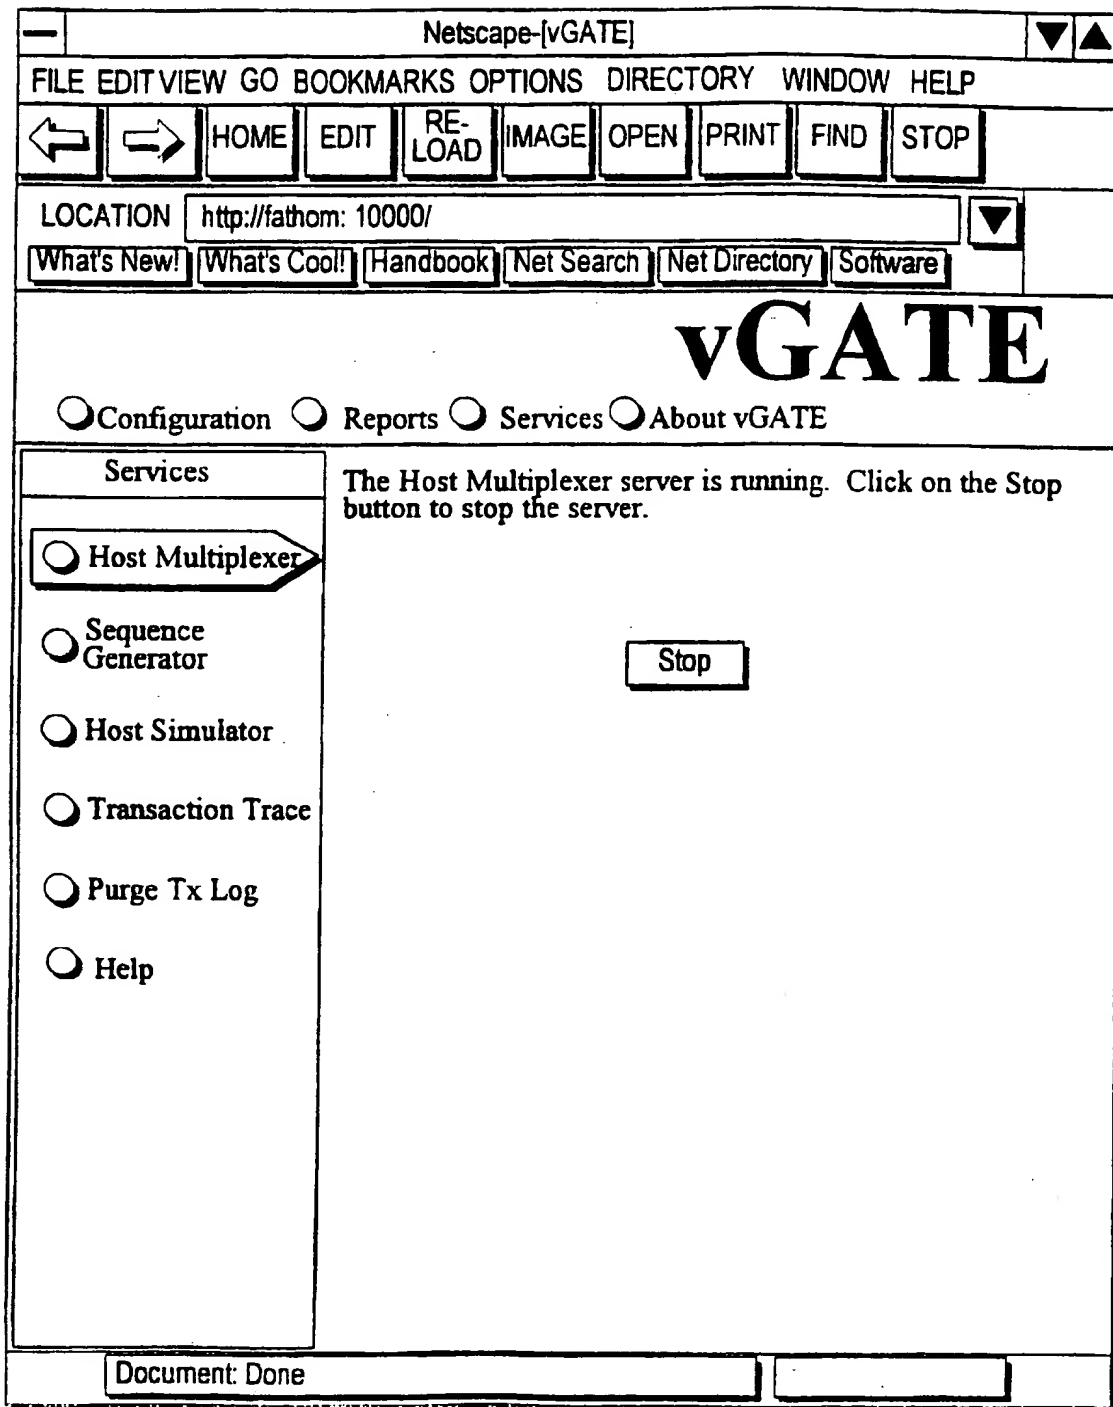 Netscape-[vGATE]
FILE EDIT VIEW GO BOOKMARKS OPTIONS DIRECTORY WINDOW HELP
HOME EDIT RE-LOAD IMAGE OPEN PRINT FIND STOP
LOCATION http://fathom: 10000/
What's New! What's Cool! Handbook Net Search Net Directory Software
vGATE
Configuration Reports Services About vGATE
Services
Host Multiplexer
Sequence
Generator
Host Simulator
Transaction Trace
Purge Tx Log
Help
The Host Multiplexer server is running. Click on the Stop
button to stop the server.
Stop
Document: Done